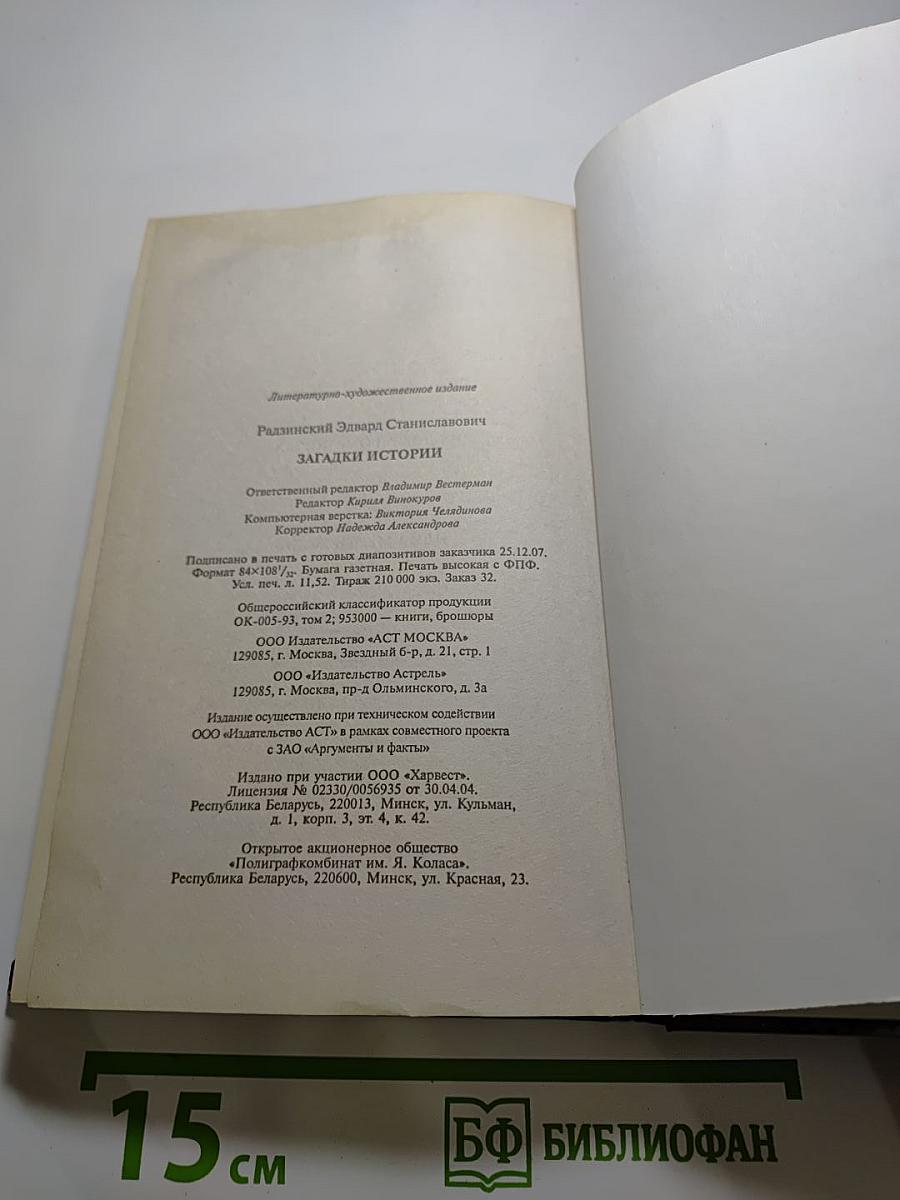 Литературно-художественное издание
Радзинский Эдвард Станиславович
ЗАГАДКИ ИСТОРИИ
Ответственный редактор Владимир Вестерман
Редактор Кирилл Винокуров
Компьютерная верстка: Виктория Челядинова
Корректор Надежда Александрова
Подписано в печать с готовых диапозитивов заказчика 25.12.07.
Формат 84×108¹/₃₂. Бумага газетная. Печать высокая с ФПФ.
Усл. печ. л. 11,52. Тираж 210 000 экз. Заказ 32.
Общероссийский классификатор продукции
ОК-005-93, том 2; 953000 — книги, брошюры
ООО Издательство «АСТ МОСКВА»
129085, г. Москва, Звездный б-р, д. 21, стр. 1
ООО «Издательство Астрель»
129085, г. Москва, пр-д Ольминского, д. 3а
Издание осуществлено при техническом содействии
ООО «Издательство АСТ» в рамках совместного проекта
с ЗАО «Аргументы и факты»
Издано при участии ООО «Харвест».
Лицензия № 02330/0056935 от 30.04.04.
Республика Беларусь, 220013, Минск, ул. Кульман,
д. 1, корп. 3, эт. 4, к. 42.
Открытое акционерное общество
«Полиграфкомбинат им. Я. Коласа».
Республика Беларусь, 220600, Минск, ул. Красная, 23.
15 см
БФ БИБЛИОФАН